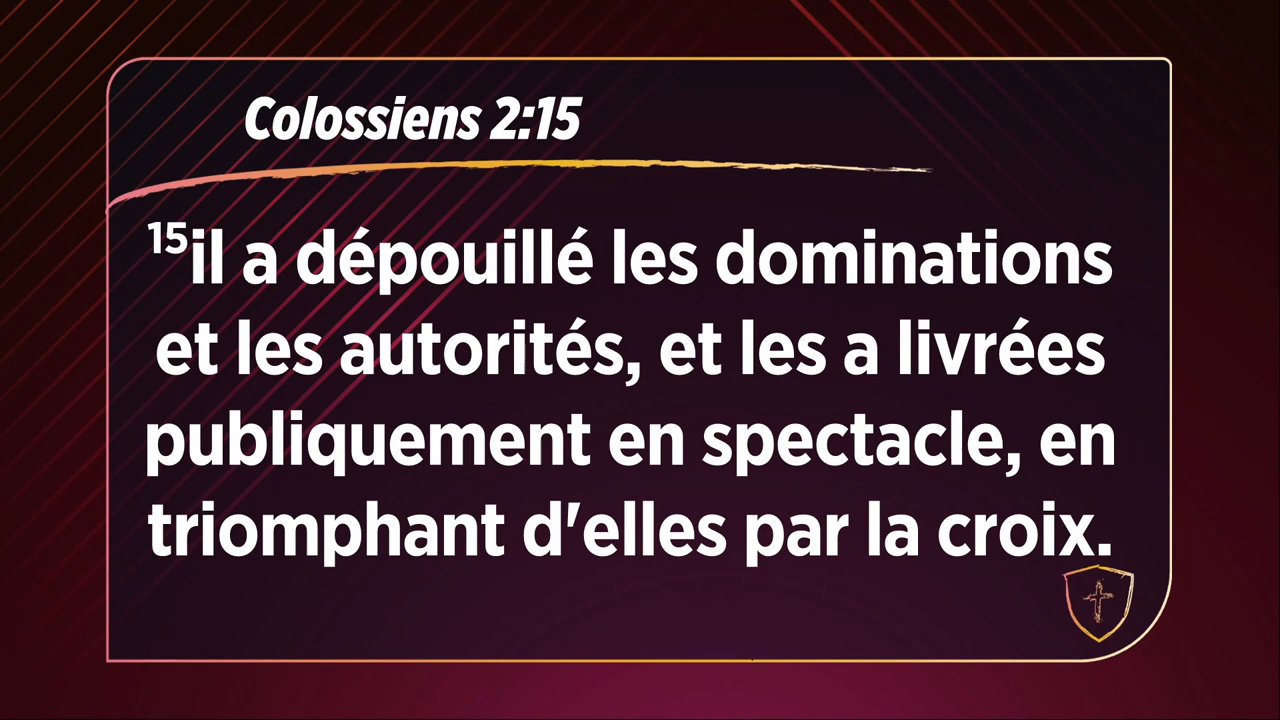 Colossiens 2:15
15il a dépouillé les dominations
et les autorités, et les a livrées
publiquement en spectacle, en
triomphant d'elles par la croix.